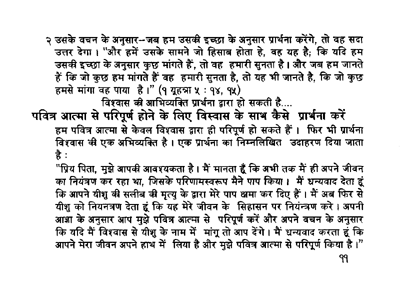 २ उसके वचन के अनुसार-जब हम उसकी इच्छा के अनुसार प्रार्थना करेंगे, तो वह सदा
उत्तर देगा । "और हमें उसके सामने जो हिसाब होता है, वह यह है; कि यदि हम
उसकी इच्छा के अनुसार कुछ मांगते हैं, तो वह हमारी सुनता है । और जब हम जानते
हैं कि जो कुछ हम मांगते हैं वह हमारी सुनता है, तो यह भी जानते है, कि जो कुछ
हमसे मांगा वह पाया है ।" (१ यूहन्ना ५ : १४, १५)
विश्वास की आभिव्यक्ति प्रार्थना द्वारा हो सकती है....
पवित्र आत्मा से परिपूर्ण होने के लिए विस्वास के साथ कैसे प्रार्थना करें
हम पवित्र आत्मा से केवल विश्वास द्वारा ही परिपूर्ण हो सकते हैं । फिर भी प्रार्थना
विश्वास की एक अभिव्यक्ति है । एक प्रार्थना का निम्नलिखित उदाहरण दिया जाता
है :
"प्रिय पिता, मुझे आपकी आवश्यकता है । मैं मानता हूँ कि अभी तक मैं ही अपने जीवन
का नियंत्रण कर रहा था, जिसके परिणामस्वरूप मैने पाप किया । मैं धन्यवाद देता हूं
कि आपने यीशु की सलीब की मृत्यु के द्वारा मेरे पाप क्षमा कर दिए हैं । मैं अब फिर से
यीशु को नियनत्रण देता हूं कि यह मेरे जीवन के सिहासन पर नियंन्त्रण करे । अपनी
आज्ञा के अनुसार आप मुझे पवित्र आत्मा से परिपूर्ण करें और अपने वचन के अनुसार
कि यदि मैं विश्वास से यीशु के नाम में मांगू तो आप देंगे । मैं धन्यवाद करता हूं कि
आपने मेरा जीवन अपने हाथ में लिया है और मुझे पवित्र आत्मा से परिपूर्ण किया है ।"
११